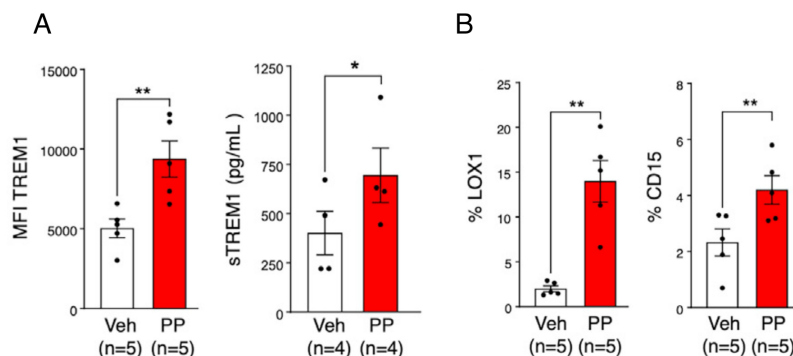 A
B
MFI TREM1
15000
10000
5000
0
**
Veh
(n=5)
PP
(n=5)
sTREM1 (pg/mL)
1250
1000
750
500
250
0
*
Veh
(n=4)
PP
(n=4)
% LOX1
25
20
15
10
5
0
**
Veh
(n=5)
PP
(n=5)
% CD15
8
6
4
2
0
**
Veh
(n=5)
PP
(n=5)